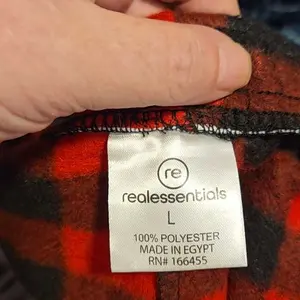 re
realessentials
L
100% POLYESTER
MADE IN EGYPT
RN# 166455